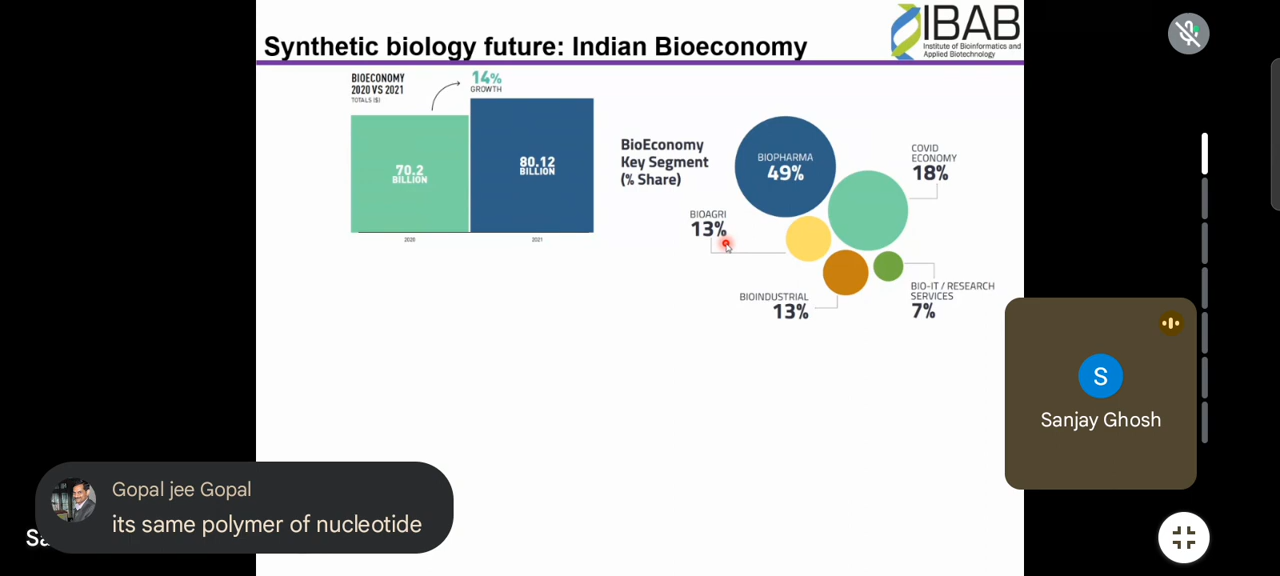 IBAB
Institute of Bioinformatics and
Applied Biotechnology
Synthetic biology future: Indian Bioeconomy
BIOECONOMY
2020 VS 2021
TOTALS ($)
14%
GROWTH
70.2
BILLION
80.12
BILLION
2020
2021
BioEconomy
Key Segment
(% Share)
BIOPHARMA
49%
COVID
ECONOMY
18%
BIOAGRI
13%
BIOINDUSTRIAL
13%
BIO-IT / RESEARCH
SERVICES
7%
S
Sanjay Ghosh
Gopal jee Gopal
its same polymer of nucleotide
Sa